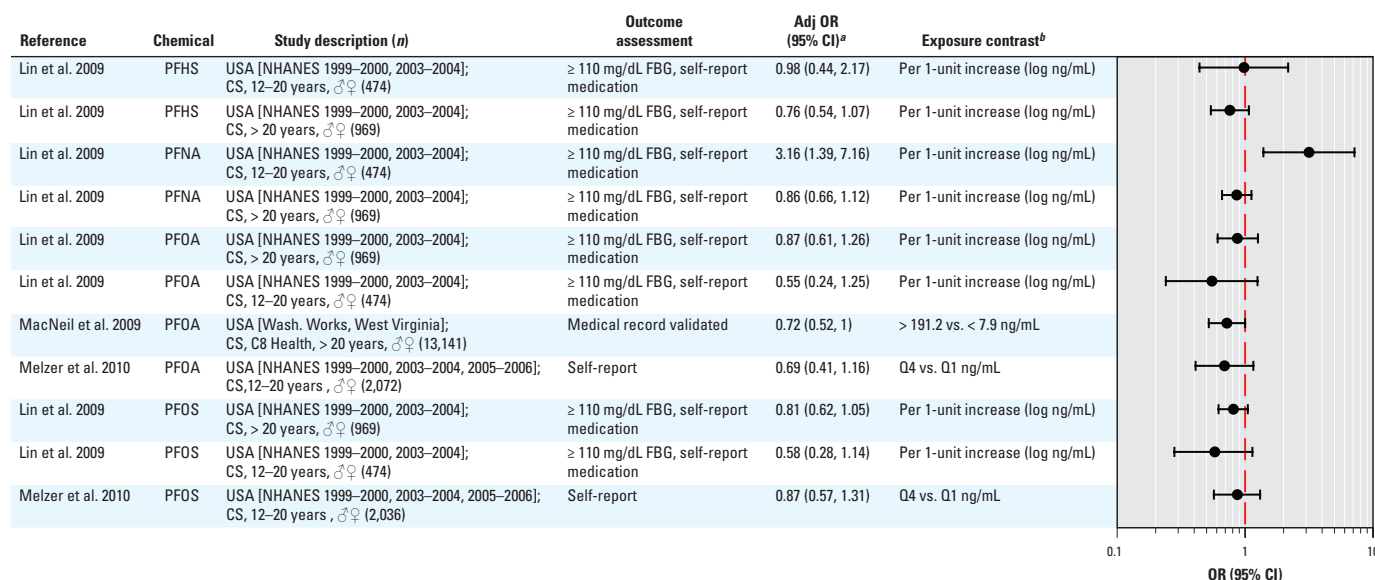 Reference Chemical Study description (n) Outcome assessment Adj OR (95% CI)a Exposure contrastb
Lin et al. 2009 PFHS USA [NHANES 1999–2000, 2003–2004]; ≥ 110 mg/dL FBG, self-report 0.98 (0.44, 2.17) Per 1-unit increase (log ng/mL)
CS, 12–20 years, ♂♀ (474) medication
Lin et al. 2009 PFHS USA [NHANES 1999–2000, 2003–2004]; ≥ 110 mg/dL FBG, self-report 0.76 (0.54, 1.07) Per 1-unit increase (log ng/mL)
CS, > 20 years, ♂♀ (969) medication
Lin et al. 2009 PFNA USA [NHANES 1999–2000, 2003–2004]; ≥ 110 mg/dL FBG, self-report 3.16 (1.39, 7.16) Per 1-unit increase (log ng/mL)
CS, 12–20 years, ♂♀ (474) medication
Lin et al. 2009 PFNA USA [NHANES 1999–2000, 2003–2004]; ≥ 110 mg/dL FBG, self-report 0.86 (0.66, 1.12) Per 1-unit increase (log ng/mL)
CS, > 20 years, ♂♀ (969) medication
Lin et al. 2009 PFOA USA [NHANES 1999–2000, 2003–2004]; ≥ 110 mg/dL FBG, self-report 0.87 (0.61, 1.26) Per 1-unit increase (log ng/mL)
CS, > 20 years, ♂♀ (969) medication
Lin et al. 2009 PFOA USA [NHANES 1999–2000, 2003–2004]; ≥ 110 mg/dL FBG, self-report 0.55 (0.24, 1.25) Per 1-unit increase (log ng/mL)
CS, 12–20 years, ♂♀ (474) medication
MacNeil et al. 2009 PFOA USA [Wash. Works, West Virginia]; Medical record validated 0.72 (0.52, 1) > 191.2 vs. < 7.9 ng/mL
CS, C8 Health, > 20 years, ♂♀ (13,141)
Melzer et al. 2010 PFOA USA [NHANES 1999–2000, 2003–2004, 2005–2006]; Self-report 0.69 (0.41, 1.16) Q4 vs. Q1 ng/mL
CS,12–20 years , ♂♀ (2,072)
Lin et al. 2009 PFOS USA [NHANES 1999–2000, 2003–2004]; ≥ 110 mg/dL FBG, self-report 0.81 (0.62, 1.05) Per 1-unit increase (log ng/mL)
CS, > 20 years, ♂♀ (969) medication
Lin et al. 2009 PFOS USA [NHANES 1999–2000, 2003–2004]; ≥ 110 mg/dL FBG, self-report 0.58 (0.28, 1.14) Per 1-unit increase (log ng/mL)
CS, 12–20 years, ♂♀ (474) medication
Melzer et al. 2010 PFOS USA [NHANES 1999–2000, 2003–2004, 2005–2006]; Self-report 0.87 (0.57, 1.31) Q4 vs. Q1 ng/mL
CS, 12–20 years , ♂♀ (2,036)
0.1 1 10
OR (95% CI)